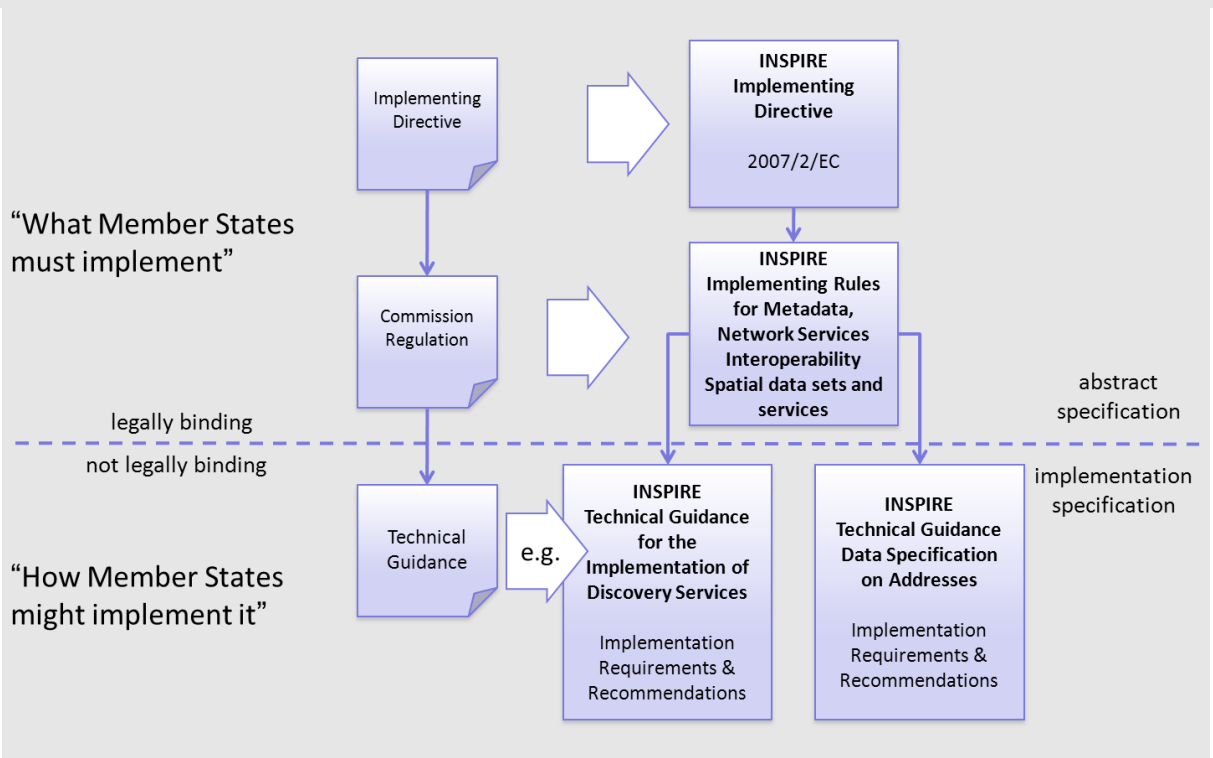 Implementing
Directive
INSPIRE
Implementing
Directive
2007/2/EC
“What Member States
must implement”
Commission
Regulation
INSPIRE
Implementing Rules
for Metadata,
Network Services
Interoperability
Spatial data sets and
services
abstract
specification
legally binding
not legally binding
implementation
specification
Technical
Guidance
e.g.
INSPIRE
Technical Guidance
for the
Implementation of
Discovery Services
Implementation
Requirements &
Recommendations
INSPIRE
Technical Guidance
Data Specification
on Addresses
Implementation
Requirements &
Recommendations
“How Member States
might implement it”